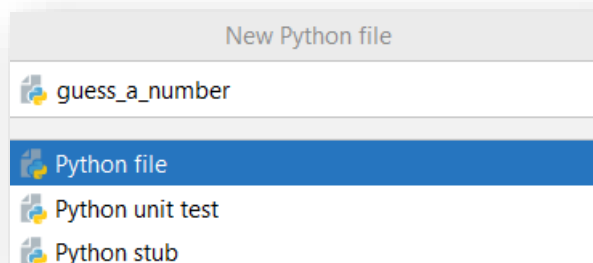 New Python file
guess_a_number
Python file
Python unit test
Python stub